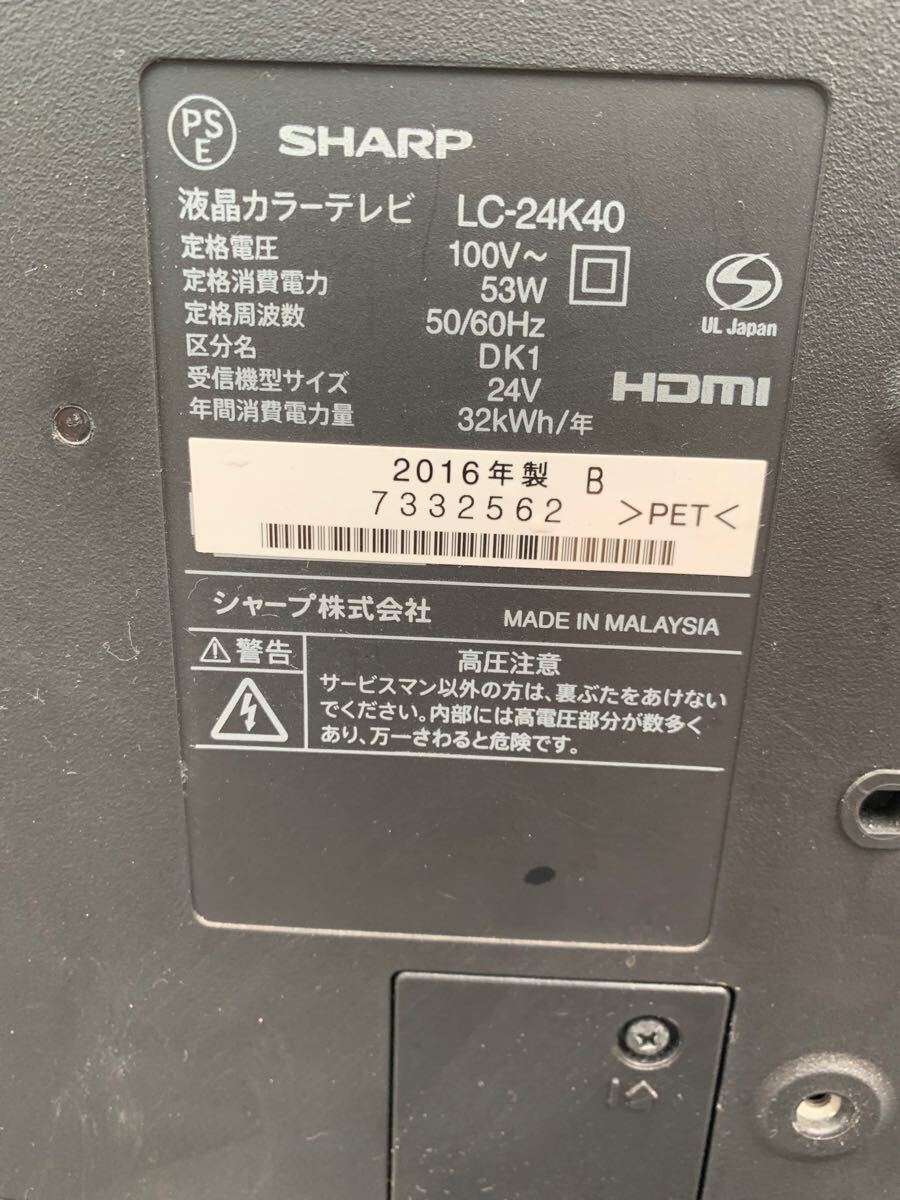 PSE SHARP
液晶カラーテレビ LC-24K40
定格電圧 100V～
定格消費電力 53W
定格周波数 50/60Hz
区分名 DK1
受信機型サイズ 24V
年間消費電力量 32kWh/年
UL Japan
HDMI
2016年製 B
7332562 >PET<
シャープ株式会社 MADE IN MALAYSIA
警告
高圧注意
サービスマン以外の方は、裏ぶたをあけない
でください。内部には高電圧部分が数多く
あり、万一さわると危険です。